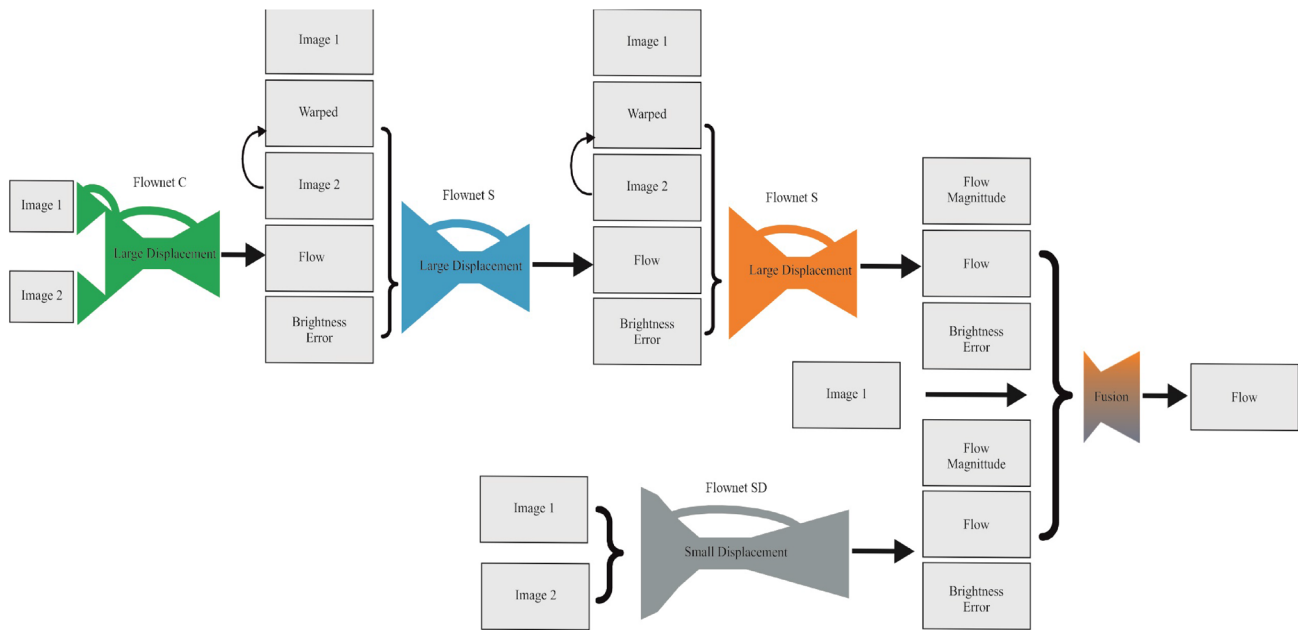 Image 1
Image 2
Flownet C
Large Displacement
Image 1
Warped
Image 2
Flow
Brightness
Error
Flownet S
Large Displacement
Image 1
Warped
Image 2
Flow
Brightness
Error
Flownet S
Large Displacement
Flow
Magnittude
Flow
Brightness
Error
Image 1
Flow
Magnittude
Flow
Brightness
Error
Image 1
Image 2
Flownet SD
Small Displacement
Fusion
Flow